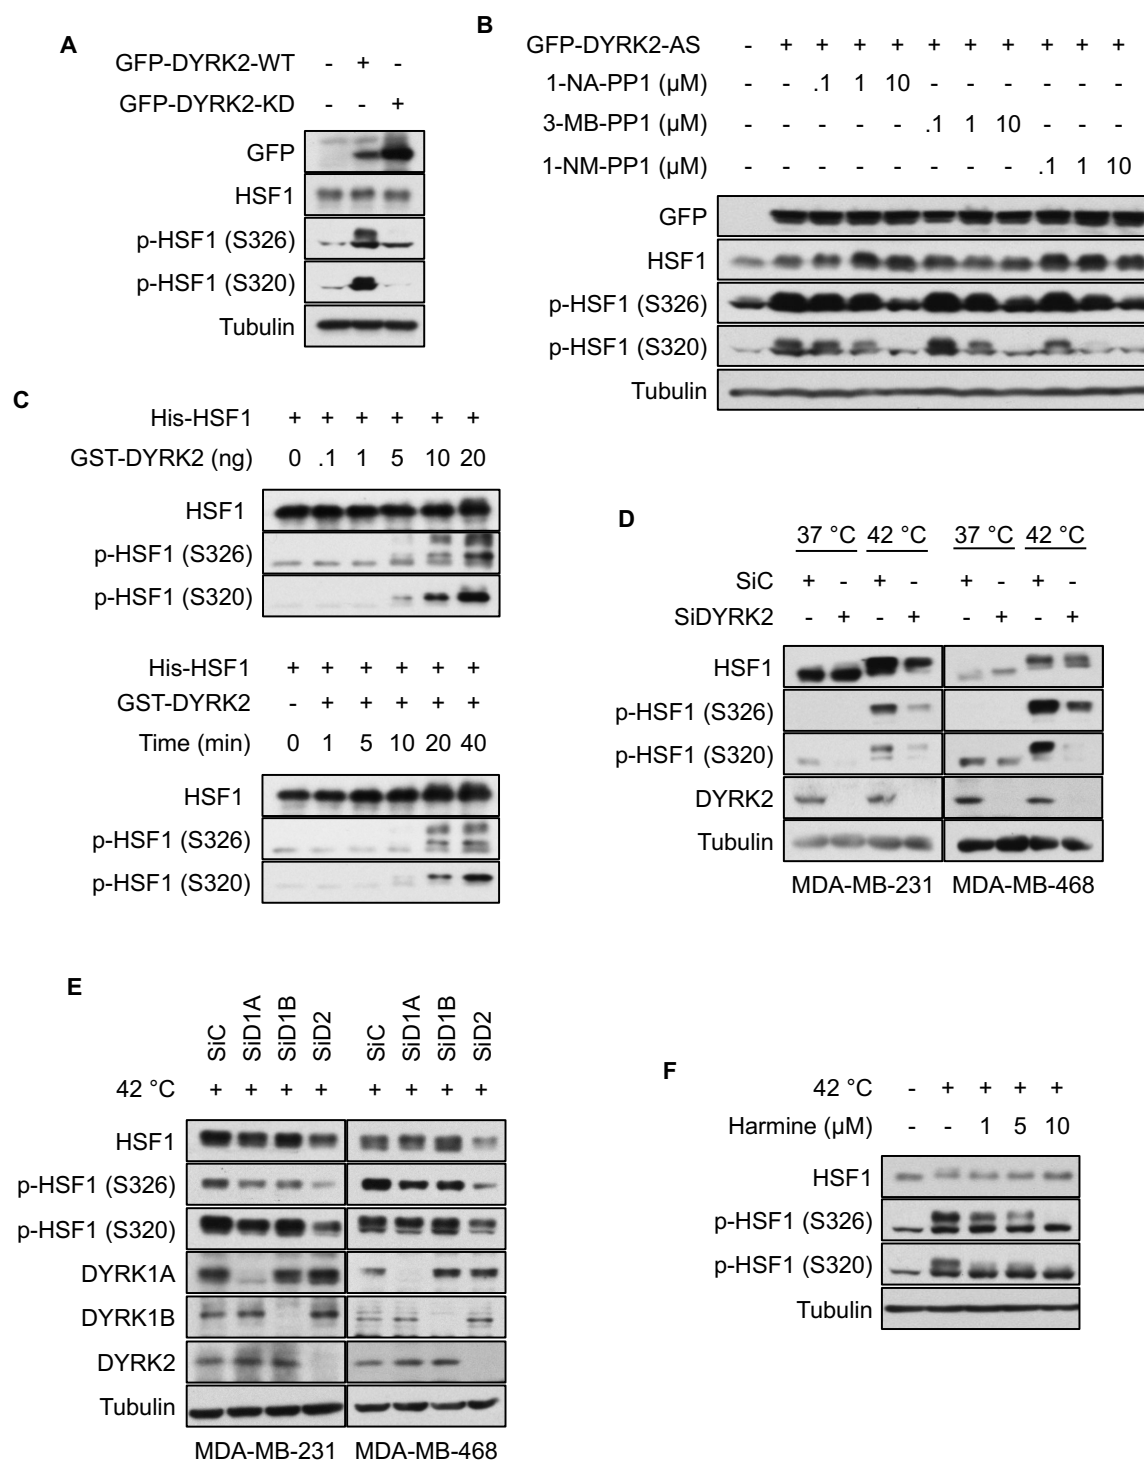 A
GFP-DYRK2-WT - + -
GFP-DYRK2-KD - - +
GFP
HSF1
p-HSF1 (S326)
p-HSF1 (S320)
Tubulin
B
GFP-DYRK2-AS - + + + + + + + + + +
1-NA-PP1 (μM) - - .1 1 10 - - - - - -
3-MB-PP1 (μM) - - - - - .1 1 10 - - -
1-NM-PP1 (μM) - - - - - - - - .1 1 10
GFP
HSF1
p-HSF1 (S326)
p-HSF1 (S320)
Tubulin
C
His-HSF1 + + + + + +
GST-DYRK2 (ng) 0 .1 1 5 10 20
HSF1
p-HSF1 (S326)
p-HSF1 (S320)
His-HSF1 + + + + + +
GST-DYRK2 - + + + + +
Time (min) 0 1 5 10 20 40
HSF1
p-HSF1 (S326)
p-HSF1 (S320)
D
37 °C 42 °C 37 °C 42 °C
SiC + - + - + - + -
SiDYRK2 - + - + - + - +
HSF1
p-HSF1 (S326)
p-HSF1 (S320)
DYRK2
Tubulin
MDA-MB-231 MDA-MB-468
E
SiC SiD1A SiD1B SiD2 SiC SiD1A SiD1B SiD2
42 °C + + + + + + + +
HSF1
p-HSF1 (S326)
p-HSF1 (S320)
DYRK1A
DYRK1B
DYRK2
Tubulin
MDA-MB-231 MDA-MB-468
F
42 °C - + + + +
Harmine (μM) - - 1 5 10
HSF1
p-HSF1 (S326)
p-HSF1 (S320)
Tubulin